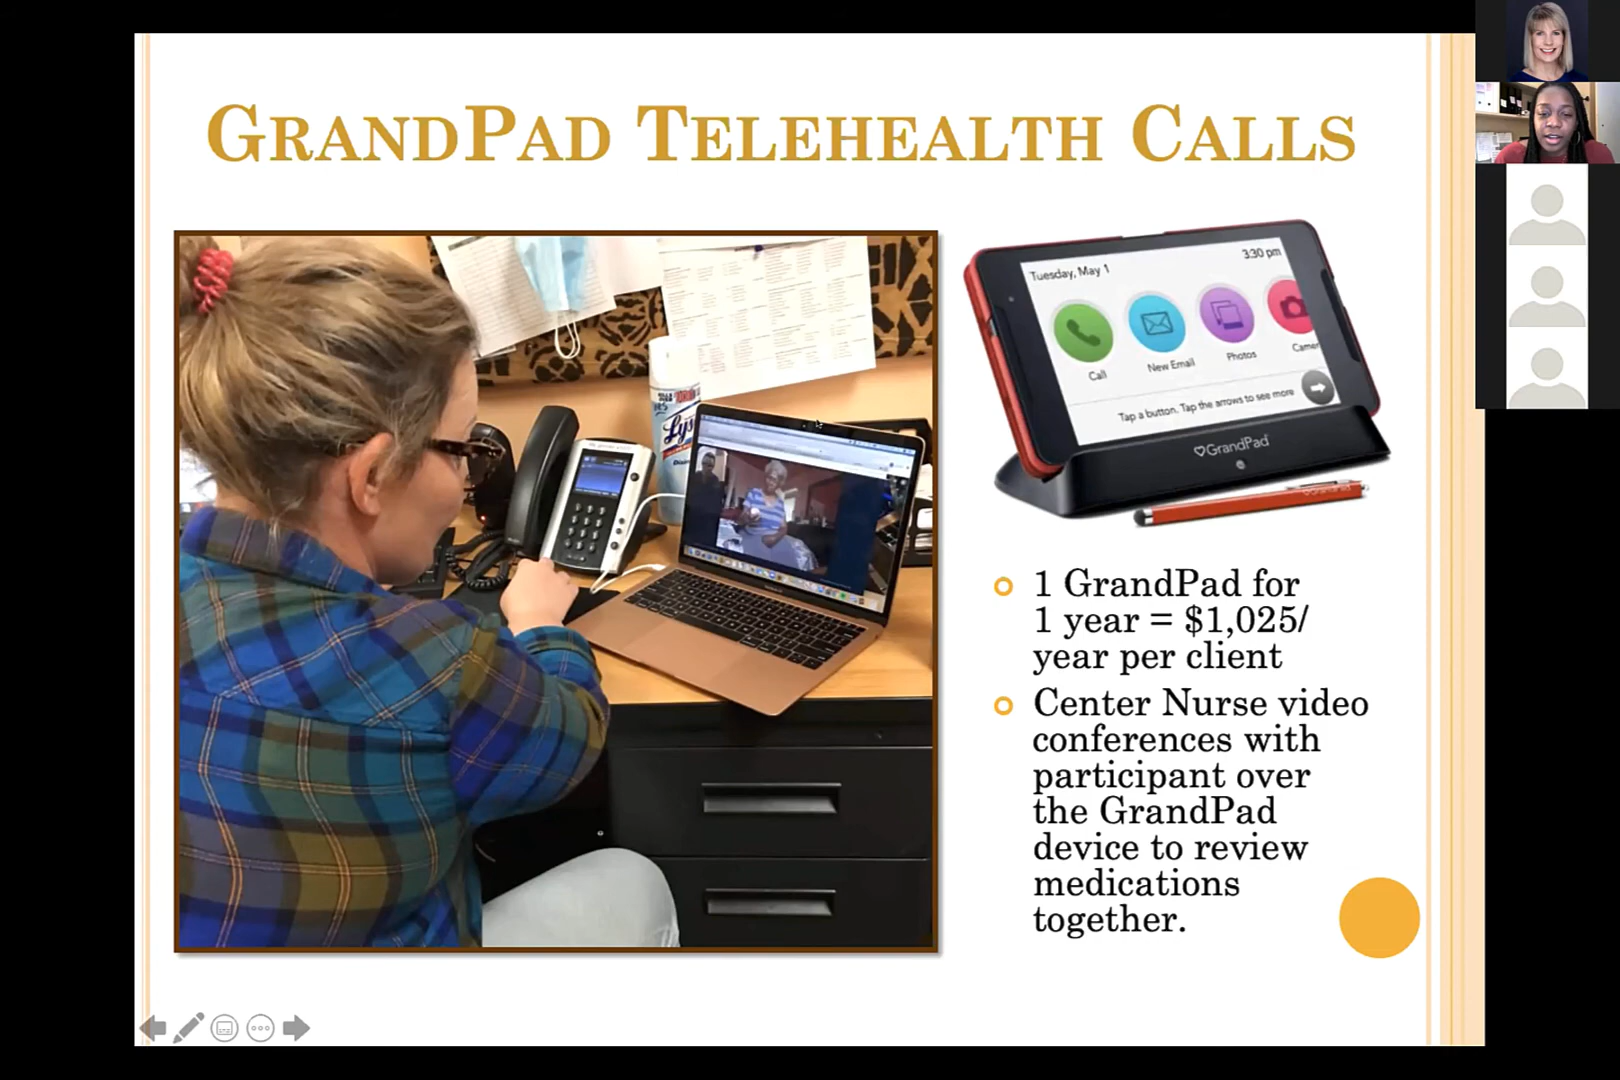 GRANDPAD TELEHEALTH CALLS
Tuesday, May 1
3:30 pm
Call
New Email
Photos
Camer
Tap a button. Tap the arrows to see more
GrandPad
Lys
1 GrandPad for
1 year = $1,025/
year per client
Center Nurse video
conferences with
participant over
the GrandPad
device to review
medications
together.